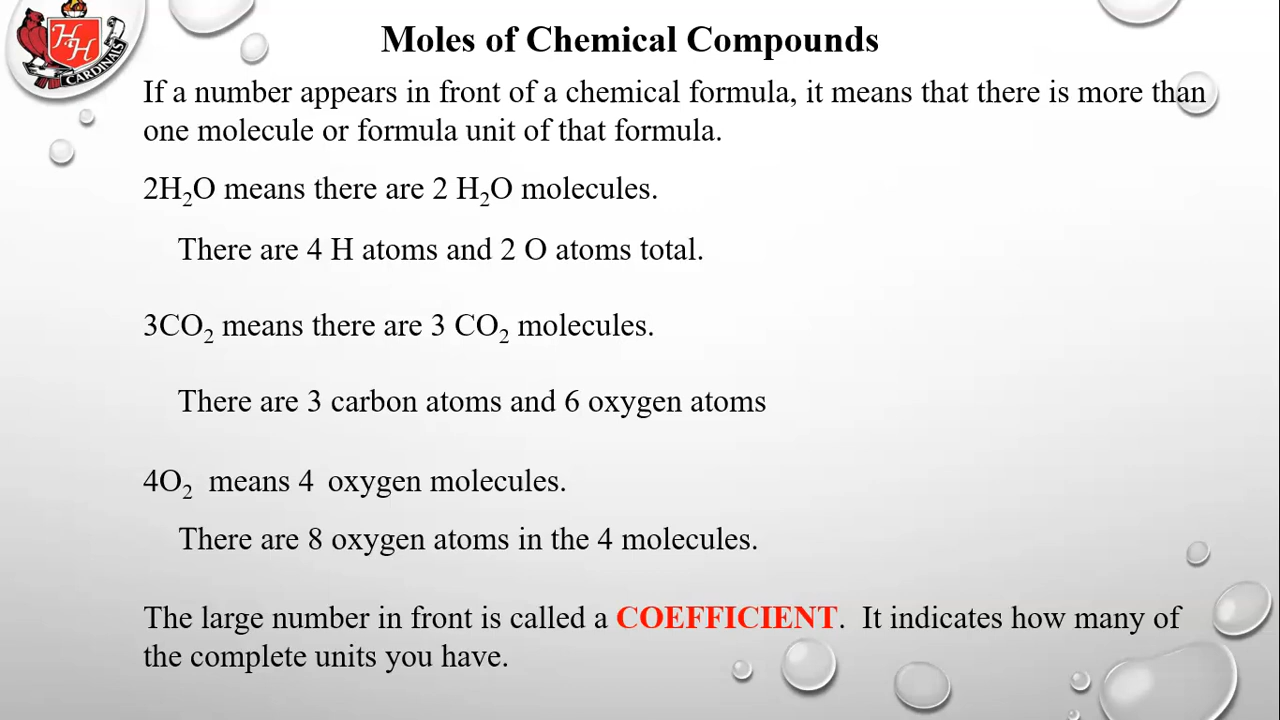 H
H
CARDINALS
Moles of Chemical Compounds
If a number appears in front of a chemical formula, it means that there is more than
one molecule or formula unit of that formula.
2H₂O means there are 2 H₂O molecules.
There are 4 H atoms and 2 O atoms total.
3CO₂ means there are 3 CO₂ molecules.
There are 3 carbon atoms and 6 oxygen atoms
4O₂ means 4 oxygen molecules.
There are 8 oxygen atoms in the 4 molecules.
The large number in front is called a COEFFICIENT. It indicates how many of
the complete units you have.